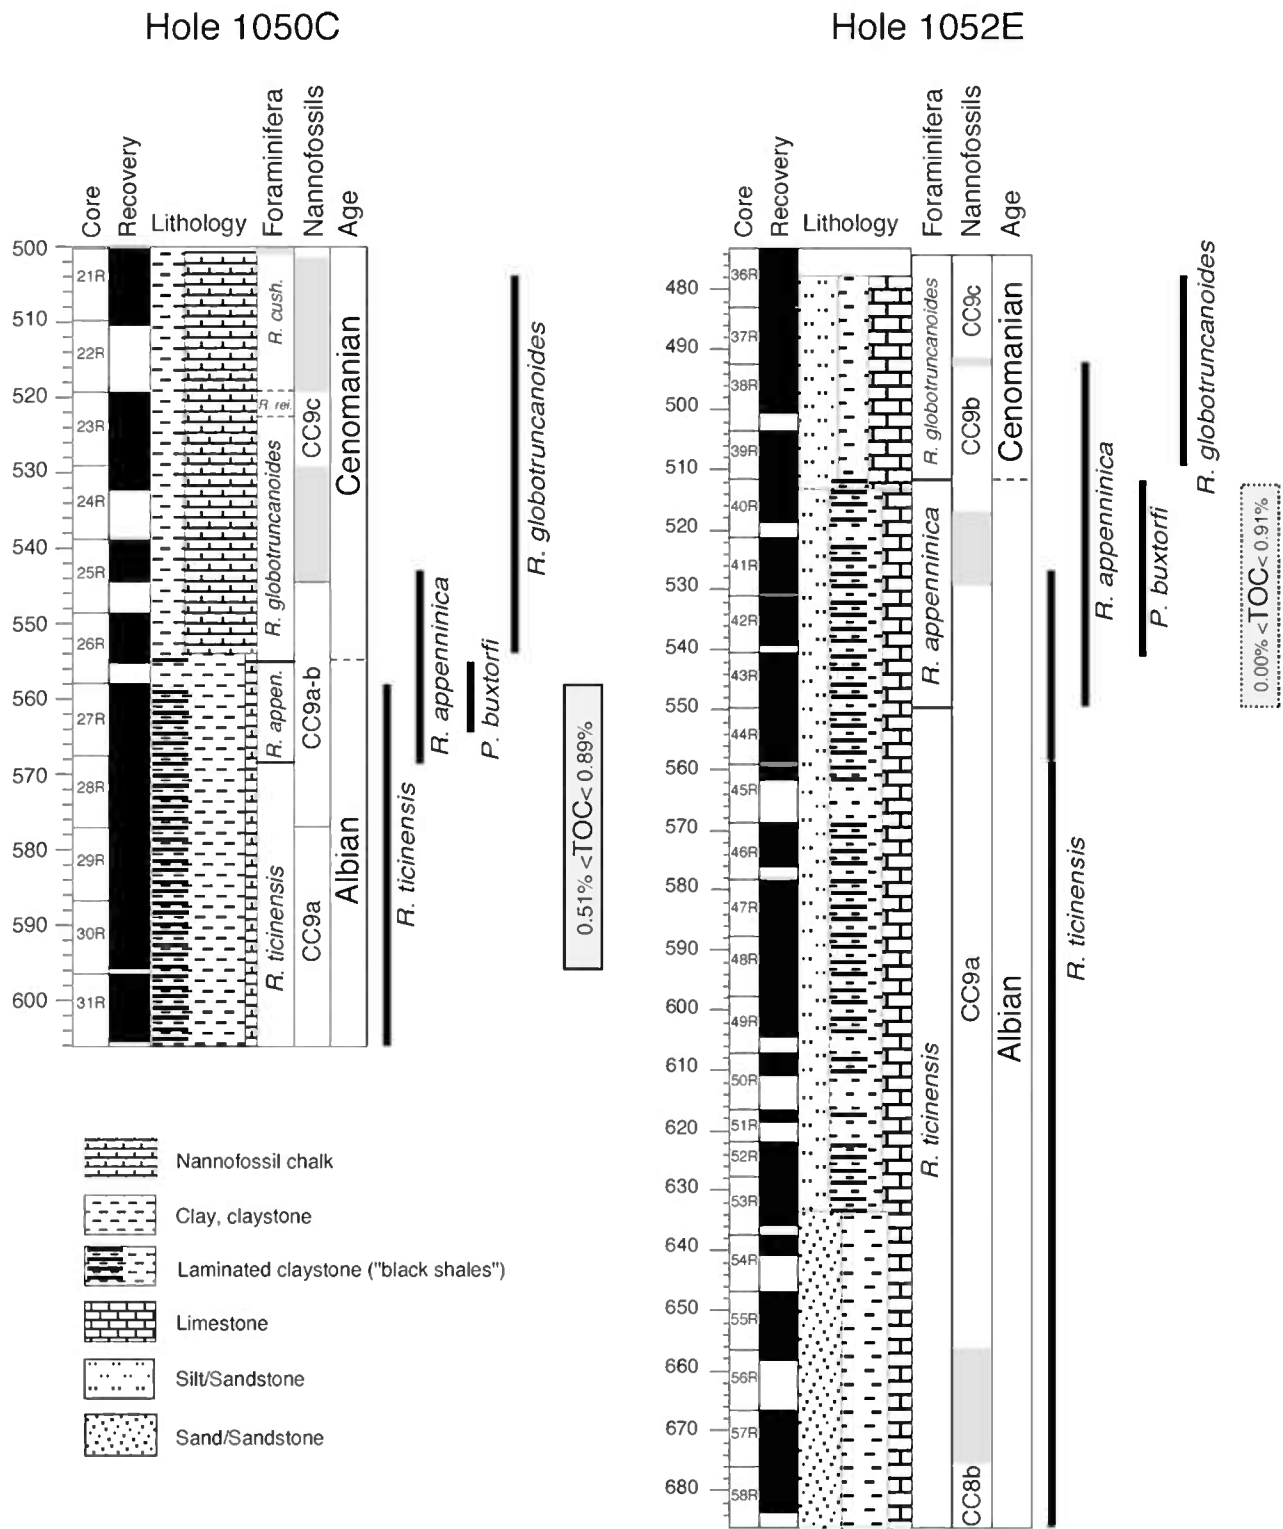 Hole 1050C
Core
Recovery
Lithology
Foraminifera
Nannofossils
Age
500
510
520
530
540
550
560
570
580
590
600
21R
22R
23R
24R
25R
26R
27R
28R
29R
30R
31R
R. cush.
R. rei.
R. globotruncanoides
R. appen.
R. ticinensis
CC9c
CC9a-b
CC9a
Cenomanian
Albian
R. ticinensis
R. appenninica
P. buxtorfi
R. globotruncanoides
0.51% <TOC< 0.89%
Nannofossil chalk
Clay, claystone
Laminated claystone ("black shales")
Limestone
Silt/Sandstone
Sand/Sandstone
Hole 1052E
Core
Recovery
Lithology
Foraminifera
Nannofossils
Age
480
490
500
510
520
530
540
550
560
570
580
590
600
610
620
630
640
650
660
670
680
36R
37R
38R
39R
40R
41R
42R
43R
44R
45R
46R
47R
48R
49R
50R
51R
52R
53R
54R
55R
56R
57R
58R
R. globotruncanoides
R. appenninica
R. ticinensis
CC9c
CC9b
CC9a
CC8b
Cenomanian
Albian
R. ticinensis
R. appenninica
P. buxtorfi
R. globotruncanoides
0.00% <TOC< 0.91%